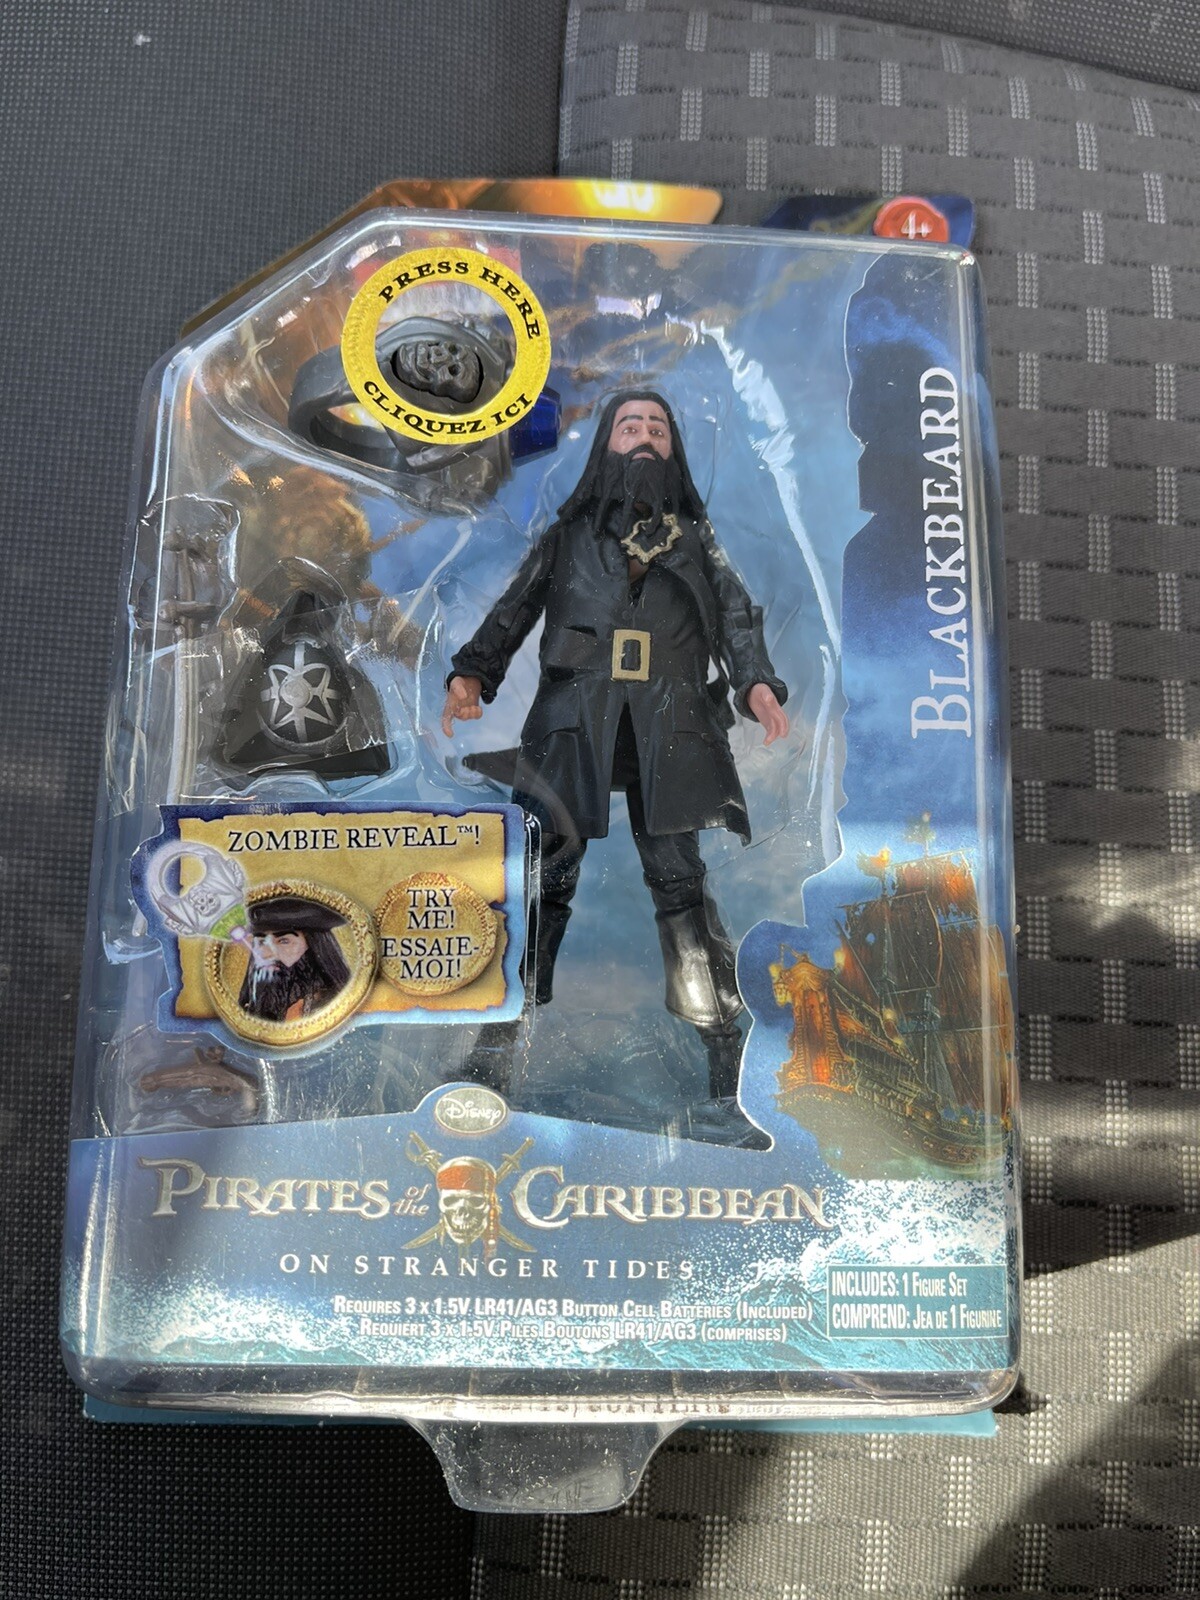 4+
PRESS HERE
CLIQUEZ ICI
BLACKBEARD
ZOMBIE REVEAL™!
TRY
ME!
ESSAIE-
MOI!
Disney
PIRATES of the CARIBBEAN
ON STRANGER TIDES
REQUIRES 3 x 1.5V LR41/AG3 BUTTON CELL BATTERIES (INCLUDED)
REQUIERT 3 x 1.5V PILES BOUTONS LR41/AG3 (COMPRISES)
INCLUDES: 1 FIGURE SET
COMPREND: JEA DE 1 FIGURINE